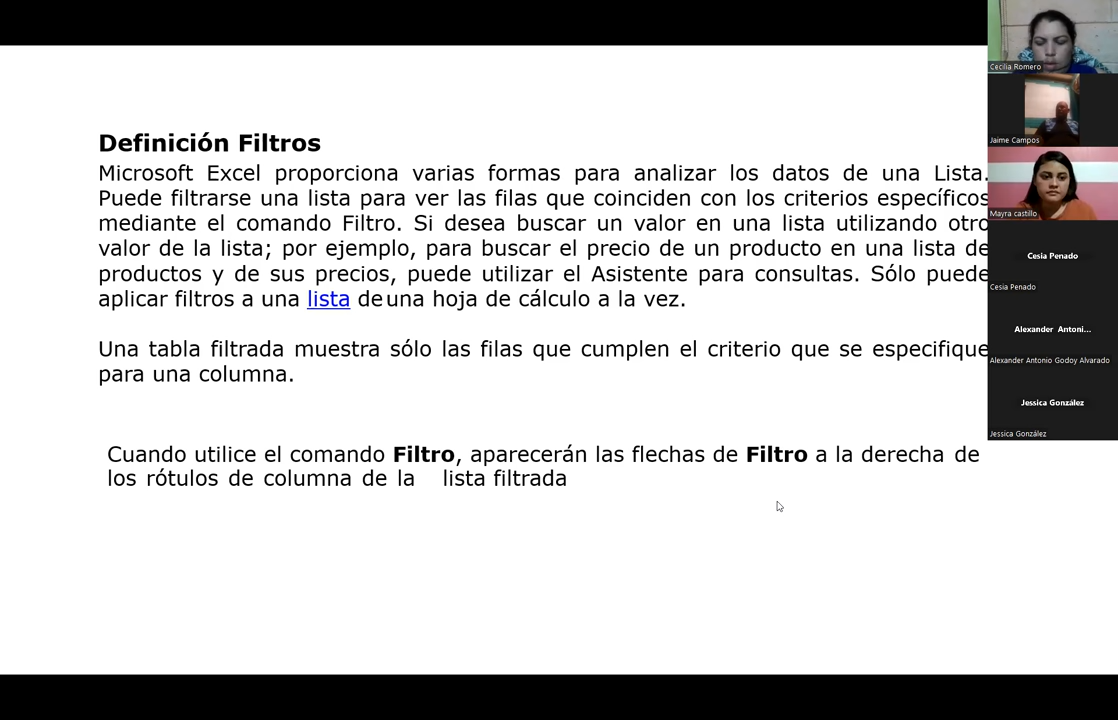 Definición Filtros
Microsoft Excel proporciona varias formas para analizar los datos de una Lista.
Puede filtrarse una lista para ver las filas que coinciden con los criterios específicos
mediante el comando Filtro. Si desea buscar un valor en una lista utilizando otro
valor de la lista; por ejemplo, para buscar el precio de un producto en una lista de
productos y de sus precios, puede utilizar el Asistente para consultas. Sólo puede
aplicar filtros a una lista de una hoja de cálculo a la vez.
Una tabla filtrada muestra sólo las filas que cumplen el criterio que se especifique
para una columna.
Cuando utilice el comando Filtro, aparecerán las flechas de Filtro a la derecha de
los rótulos de columna de la lista filtrada
Cecilia Romero
Jaime Campos
Mayra castillo
Cesia Penado
Cesia Penado
Alexander Antoni...
Alexander Antonio Godoy Alvarado
Jessica González
Jessica González